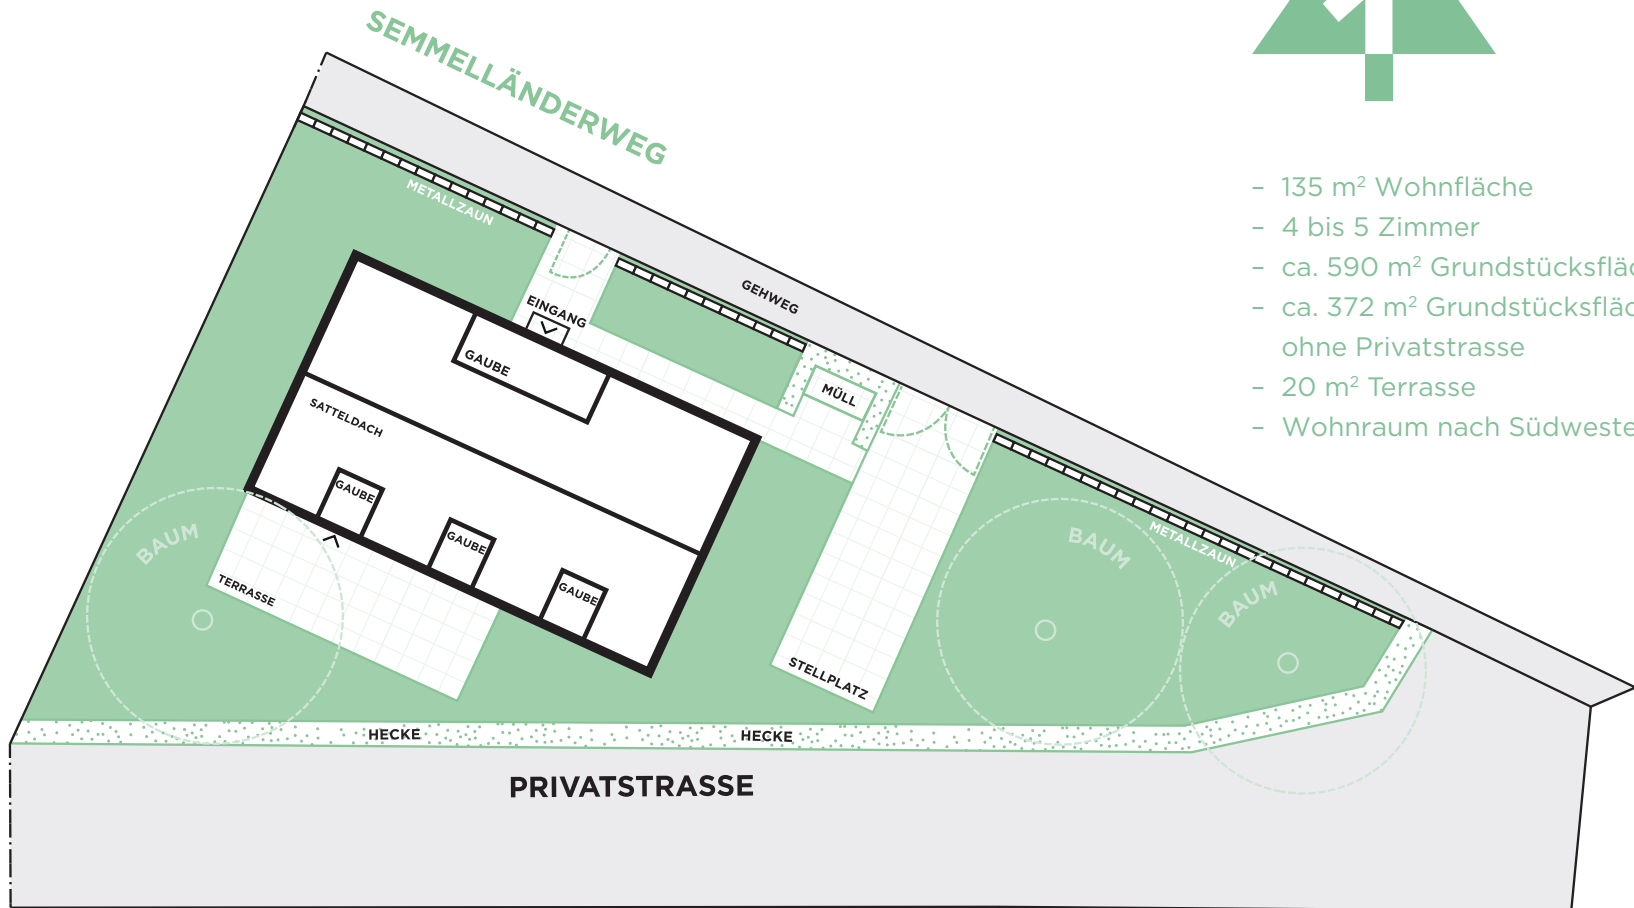 SEMMELLÄNDERWEG
1
– 135 m² Wohnfläche
– 4 bis 5 Zimmer
– ca. 590 m² Grundstücksfläc
– ca. 372 m² Grundstücksfläc
ohne Privatstrasse
– 20 m² Terrasse
– Wohnraum nach Südweste
METALLZAUN
GEHWEG
EINGANG
GAUBE
MÜLL
SATTELDACH
GAUBE
GAUBE
GAUBE
BAUM
BAUM
METALLZAUN
BAUM
TERRASSE
STELLPLATZ
HECKE
HECKE
PRIVATSTRASSE